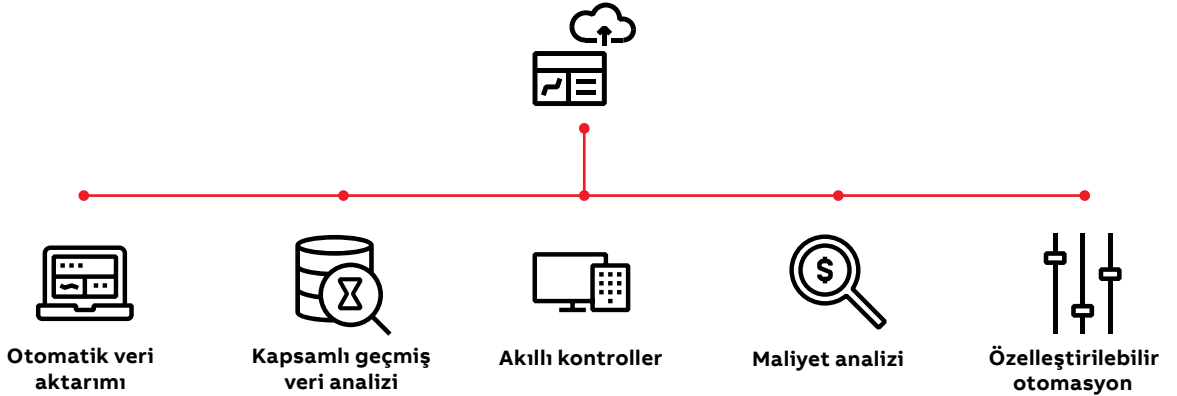 Otomatik veri
aktarımı
Kapsamlı geçmiş
veri analizi
Akıllı kontroller
Maliyet analizi
Özelleştirilebilir
otomasyon